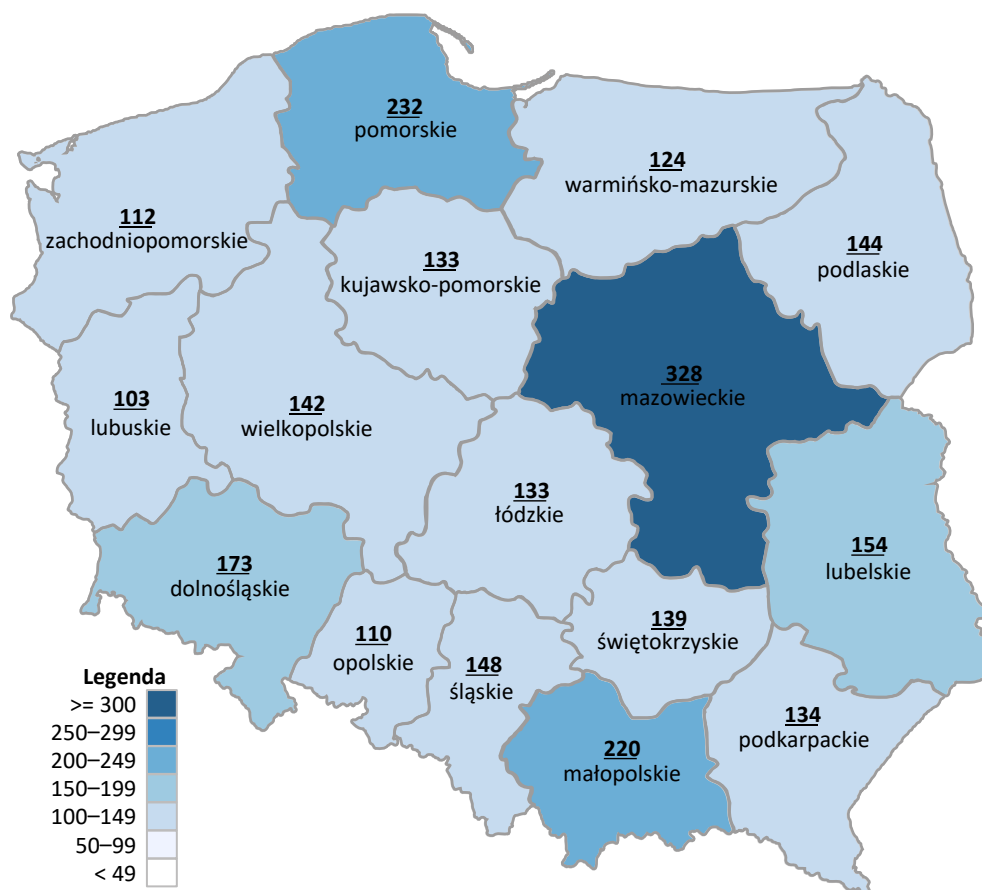 232
pomorskie
124
warmińsko-mazurskie
112
zachodniopomorskie
133
kujawsko-pomorskie
144
podlaskie
328
mazowieckie
103
lubuskie
142
wielkopolskie
133
łódzkie
154
lubelskie
173
dolnośląskie
139
świętokrzyskie
110
opolskie
148
śląskie
134
podkarpackie
220
małopolskie
Legenda
>= 300
250–299
200–249
150–199
100–149
50–99
< 49